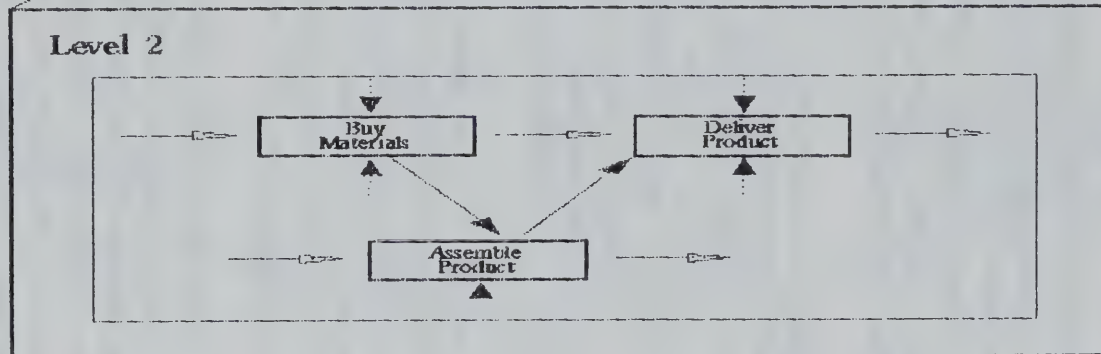 Level 2
Buy
Materials
Deliver
Product
Assemble
Product